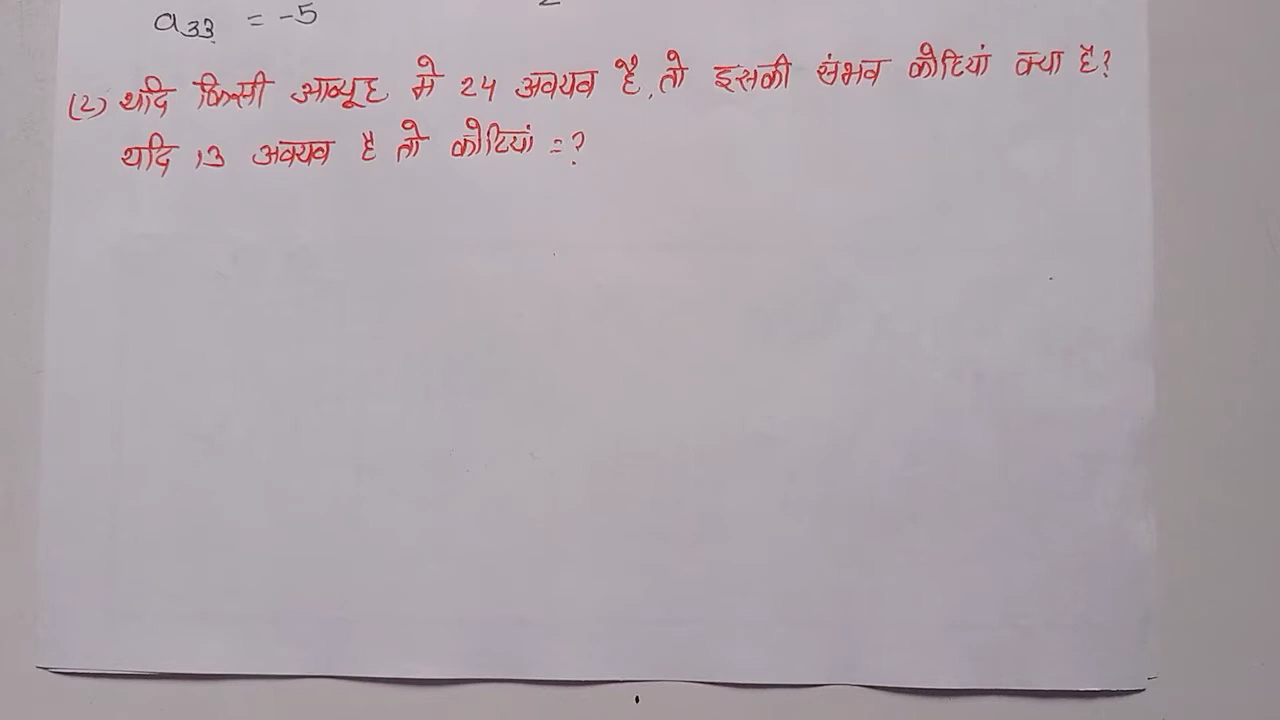 a33 = -5
(2) यदि किसी आव्यूह मे 24 अवयव है, तो इसकी संभव कोटियां क्या है?
यदि 13 अवयव है तो कोटियां = ?